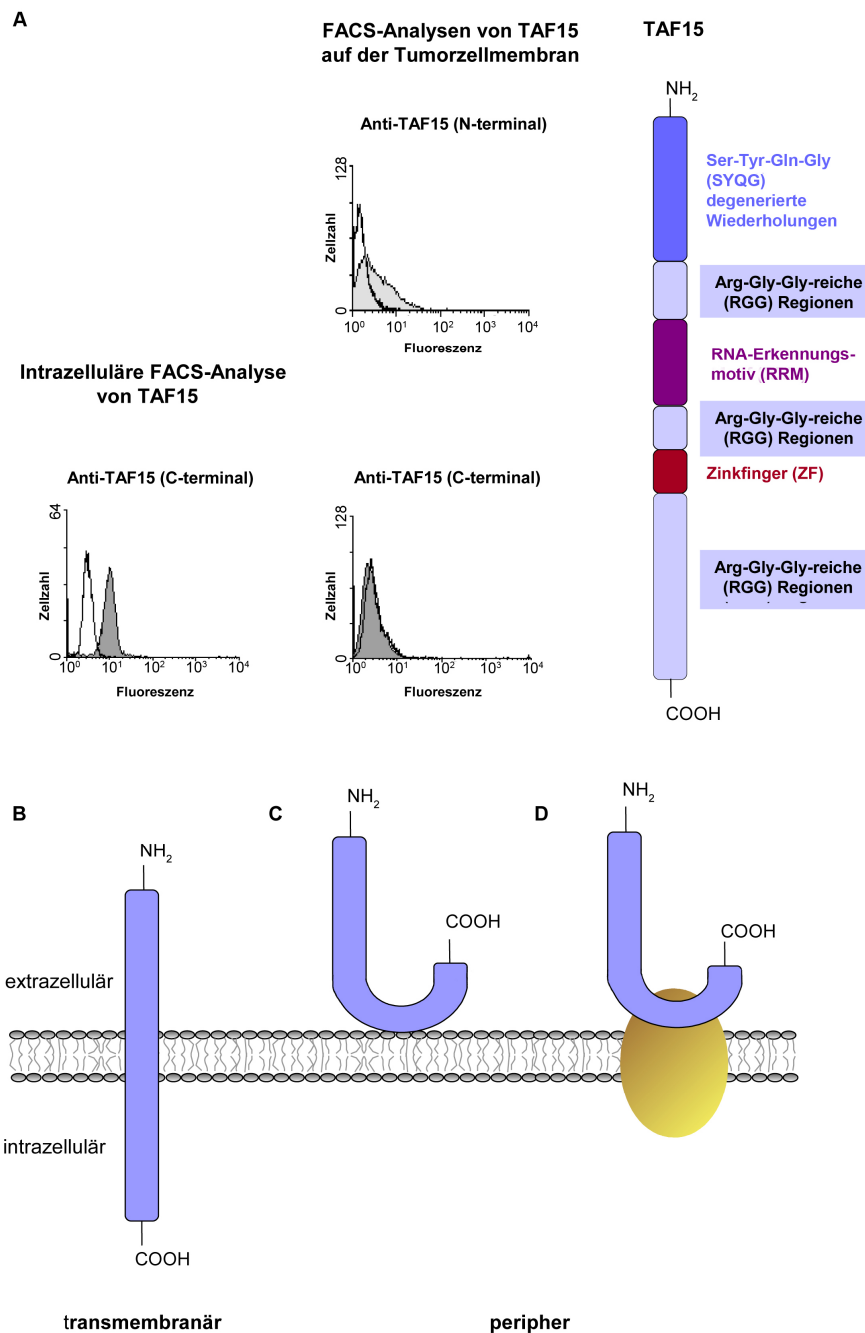 A
FACS-Analysen von TAF15
auf der Tumorzellmembran
TAF15
NH2
Anti-TAF15 (N-terminal)
128
Zellzahl
0
10^0 10^1 10^2 10^3 10^4
Fluoreszenz
Ser-Tyr-Gln-Gly
(SYQG)
degenerierte
Wiederholungen
Arg-Gly-Gly-reiche
(RGG) Regionen
RNA-Erkennungs-
motiv (RRM)
Arg-Gly-Gly-reiche
(RGG) Regionen
Zinkfinger (ZF)
Arg-Gly-Gly-reiche
(RGG) Regionen
COOH
Intrazelluläre FACS-Analyse
von TAF15
Anti-TAF15 (C-terminal)
64
Zellzahl
0
10^0 10^1 10^2 10^3 10^4
Fluoreszenz
Anti-TAF15 (C-terminal)
128
Zellzahl
0
10^0 10^1 10^2 10^3 10^4
Fluoreszenz
B
NH2
COOH
C
NH2
COOH
D
NH2
COOH
extrazellulär
intrazellulär
transmembranär
peripher